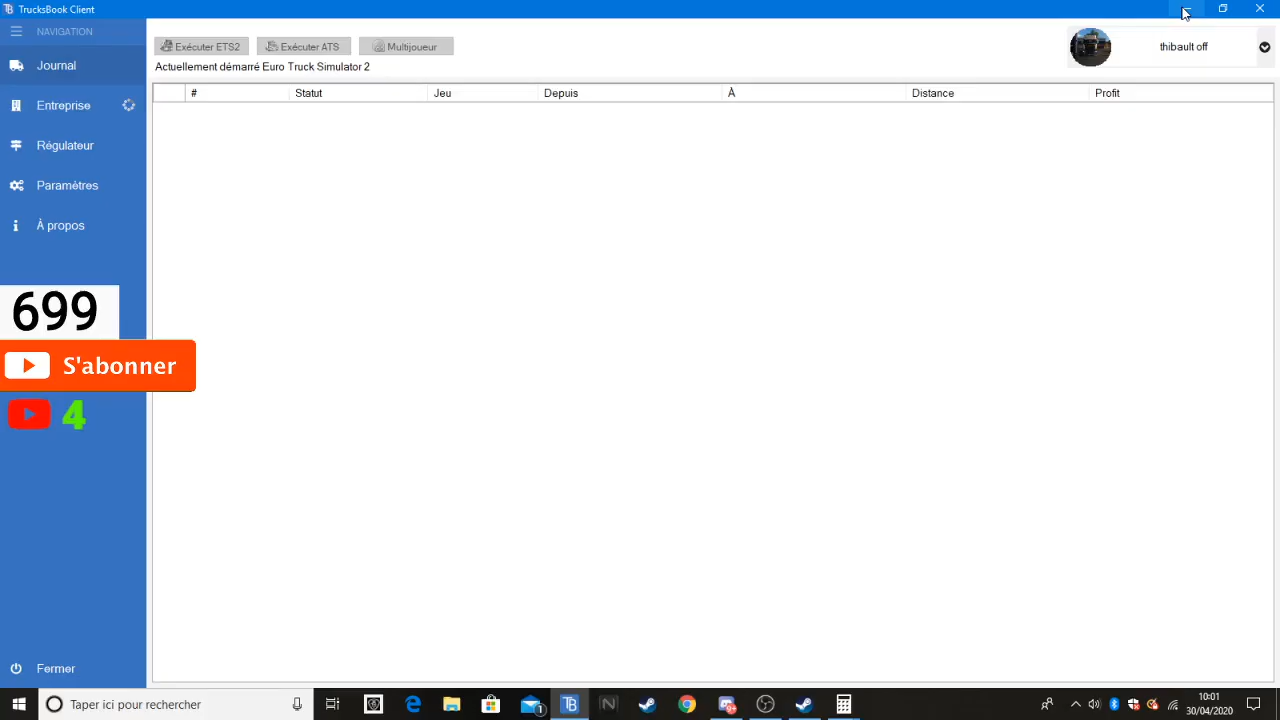 TrucksBook Client
NAVIGATION
Journal
Entreprise
Régulateur
Paramètres
À propos
Exécuter ETS2
Exécuter ATS
Multijoueur
thibault off
Actuellement démarré Euro Truck Simulator 2
# Statut Jeu Depuis À Distance Profit
699
S'abonner
4
Fermer
Taper ici pour rechercher
1
10:01
30/04/2020